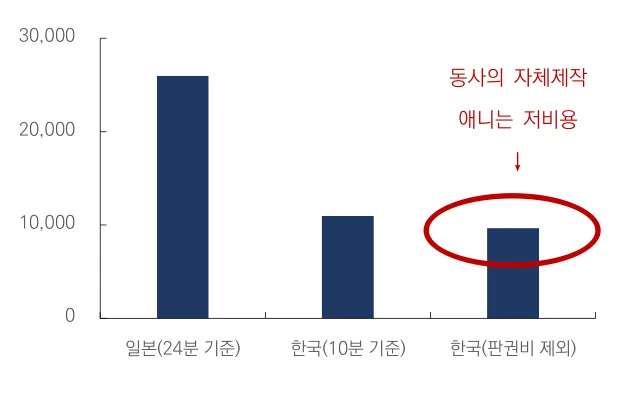 30,000
20,000
10,000
0
동사의 자체제작
애니는 저비용
↓
일본(24분 기준)
한국(10분 기준)
한국(판권비 제외)